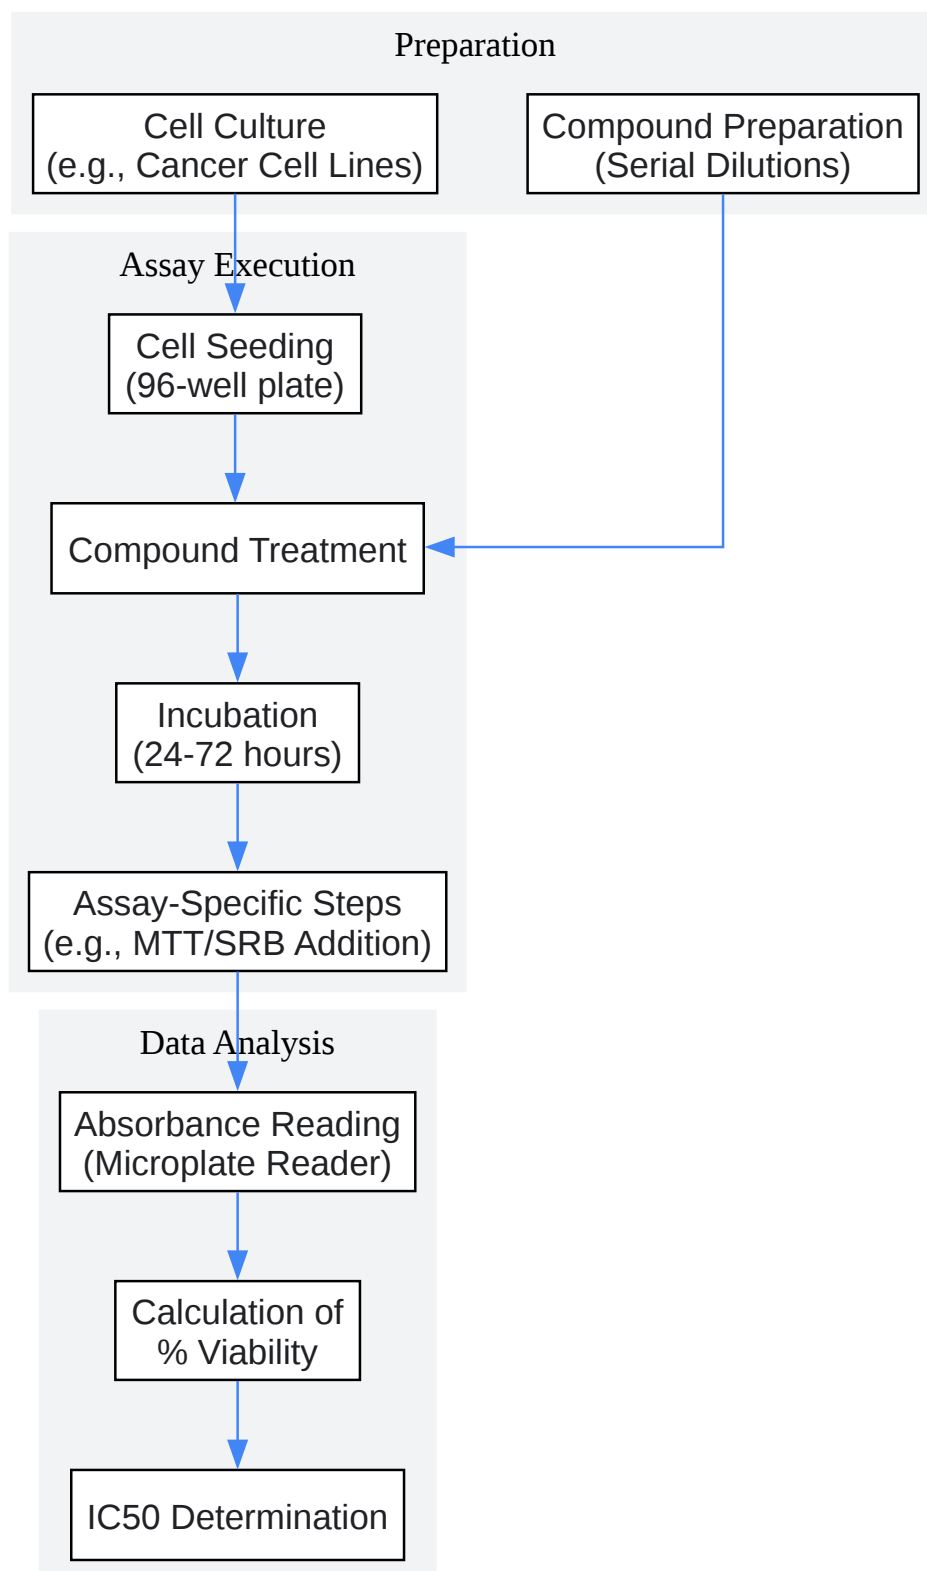 Preparation
Cell Culture
(e.g., Cancer Cell Lines)
Compound Preparation
(Serial Dilutions)
Assay Execution
Cell Seeding
(96-well plate)
Compound Treatment
Incubation
(24-72 hours)
Assay-Specific Steps
(e.g., MTT/SRB Addition)
Data Analysis
Absorbance Reading
(Microplate Reader)
Calculation of
% Viability
IC50 Determination